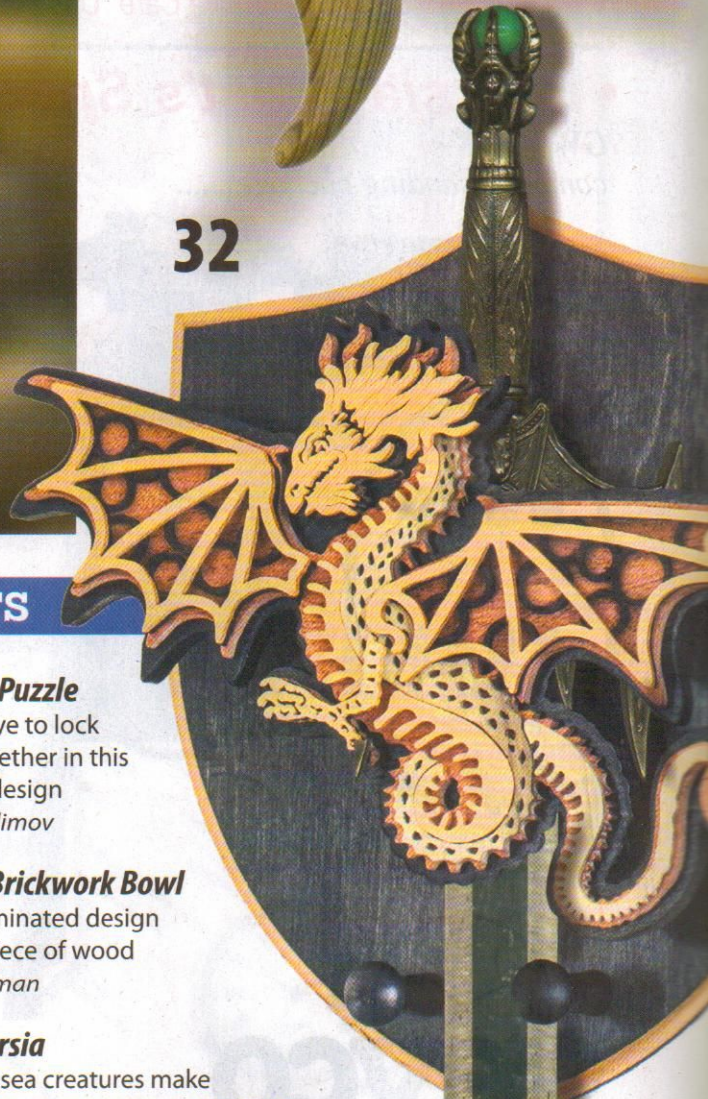 32
TS
Puzzle
ye to lock
ether in this
design
limov
Brickwork Bowl
minated design
ece of wood
man
rsia
sea creatures make